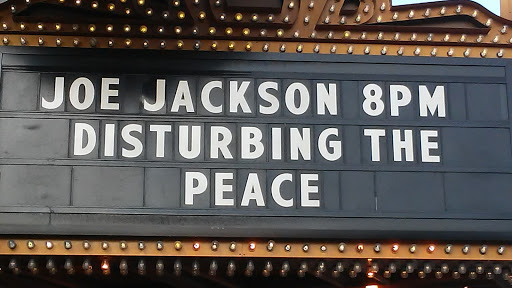 JOE JACKSON 8PM
DISTURBING THE
PEACE